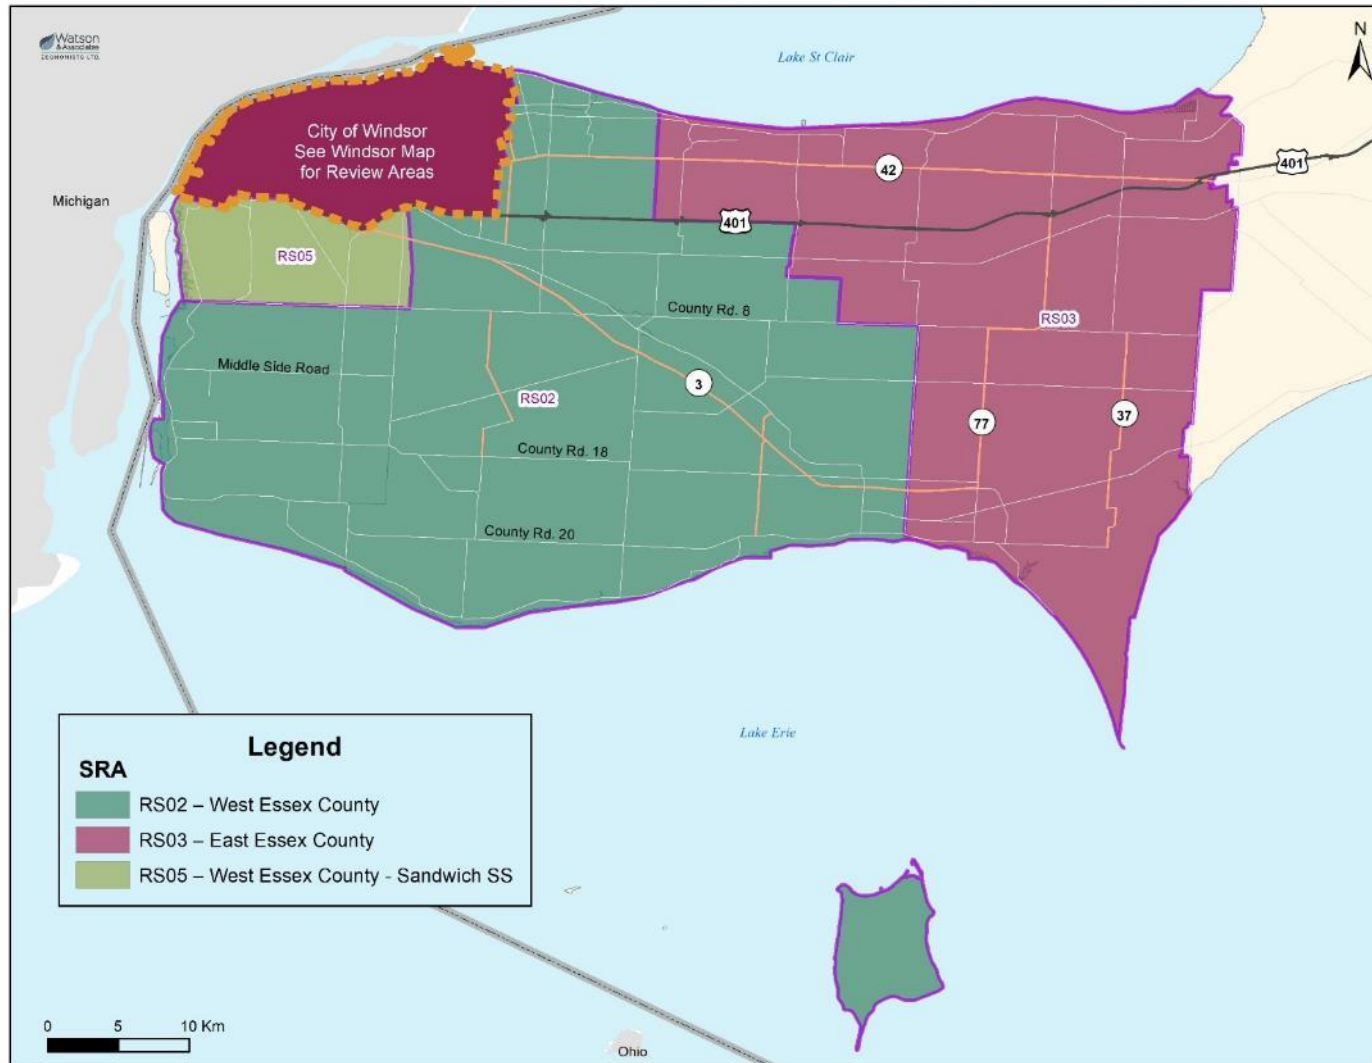 Watson
& Associates
ECONOMISTS LTD.
N
Lake St Clair
City of Windsor
See Windsor Map
for Review Areas
42
401
Michigan
401
RS05
County Rd. 8
RS03
Middle Side Road
3
RS02
77
37
County Rd. 18
County Rd. 20
Lake Erie
Legend
SRA
RS02 – West Essex County
RS03 – East Essex County
RS05 – West Essex County - Sandwich SS
0 5 10 Km
Ohio